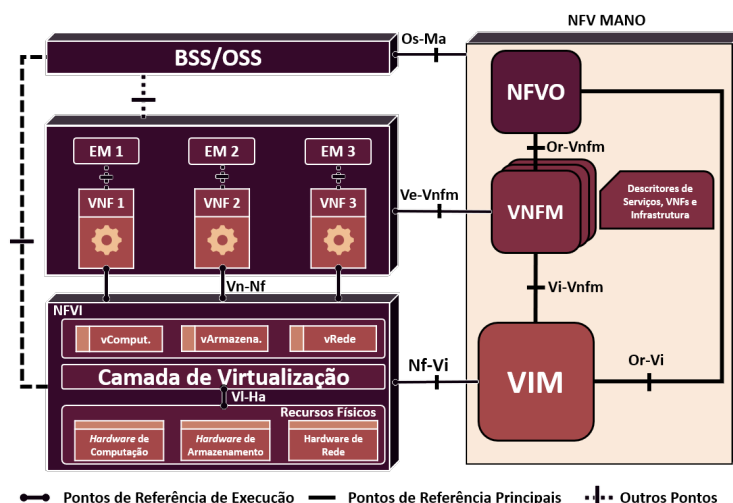 NFV MANO
Os-Ma
BSS/OSS
NFVO
EM 1
EM 2
EM 3
Or-Vnfm
VNF 1
VNF 2
VNF 3
Ve-Vnfm
VNFM
Descritores de
Serviços, VNFs e
Infrastrutura
Vn-Nf
Vi-Vnfm
NFVI
vComput.
vArmazena.
vRede
Nf-Vi
VIM
Or-Vi
Camada de Virtualização
Vl-Ha
Recursos Físicos
Hardware de
Computação
Hardware de
Armazenamento
Hardware de
Rede
Pontos de Referência de Execução
Pontos de Referência Principais
Outros Pontos